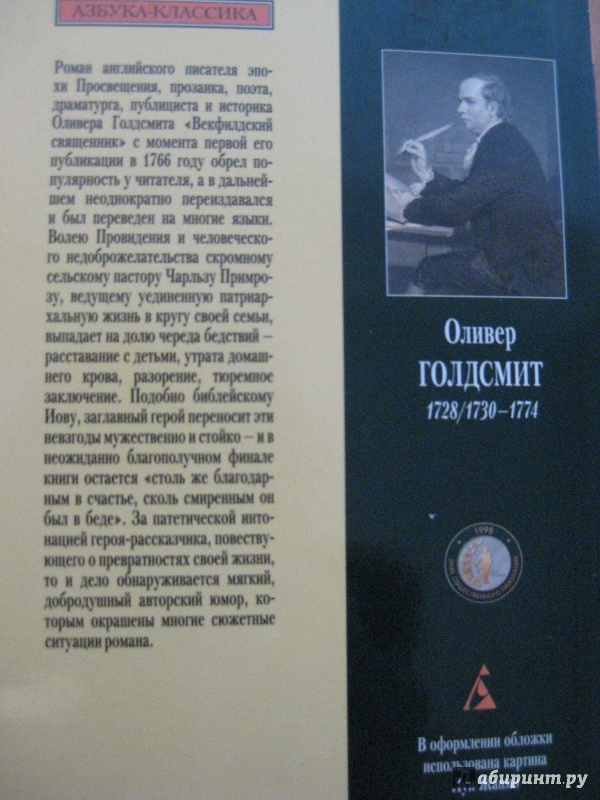 АЗБУКА-КЛАССИКА
Роман английского писателя эпо-
хи Просвещения, прозаика, поэта,
драматурга, публициста и историка
Оливера Голдсмита «Векфилдский
священник» с момента первой его
публикации в 1766 году обрел по-
пулярность у читателя, а в дальней-
шем неоднократно переиздавался
и был переведен на многие языки.
Волею Провидения и человеческо-
го недоброжелательства скромному
сельскому пастору Чарльзу Примро-
зу, ведущему уединенную патриар-
хальную жизнь в кругу своей семьи,
выпадает на долю череда бедствий –
расставание с детьми, утрата домаш-
него крова, разорение, тюремное
заключение. Подобно библейскому
Иову, заглавный герой переносит эти
невзгоды мужественно и стойко – и в
неожиданно благополучном финале
книги остается «столь же благодар-
ным в счастье, сколь смиренным он
был в беде». За патетической инто-
нацией героя-рассказчика, повеству-
ющего о превратностях своей жизни,
то и дело обнаруживается мягкий,
добродушный авторский юмор, ко-
торым окрашены многие сюжетные
ситуации романа.
Оливер
ГОЛДСМИТ
1728/1730–1774
1998
ЗНАК ОБЩЕСТВЕННОГО ПРИЗНАНИЯ
В оформлении обложки
использована картина
абиринт.ру